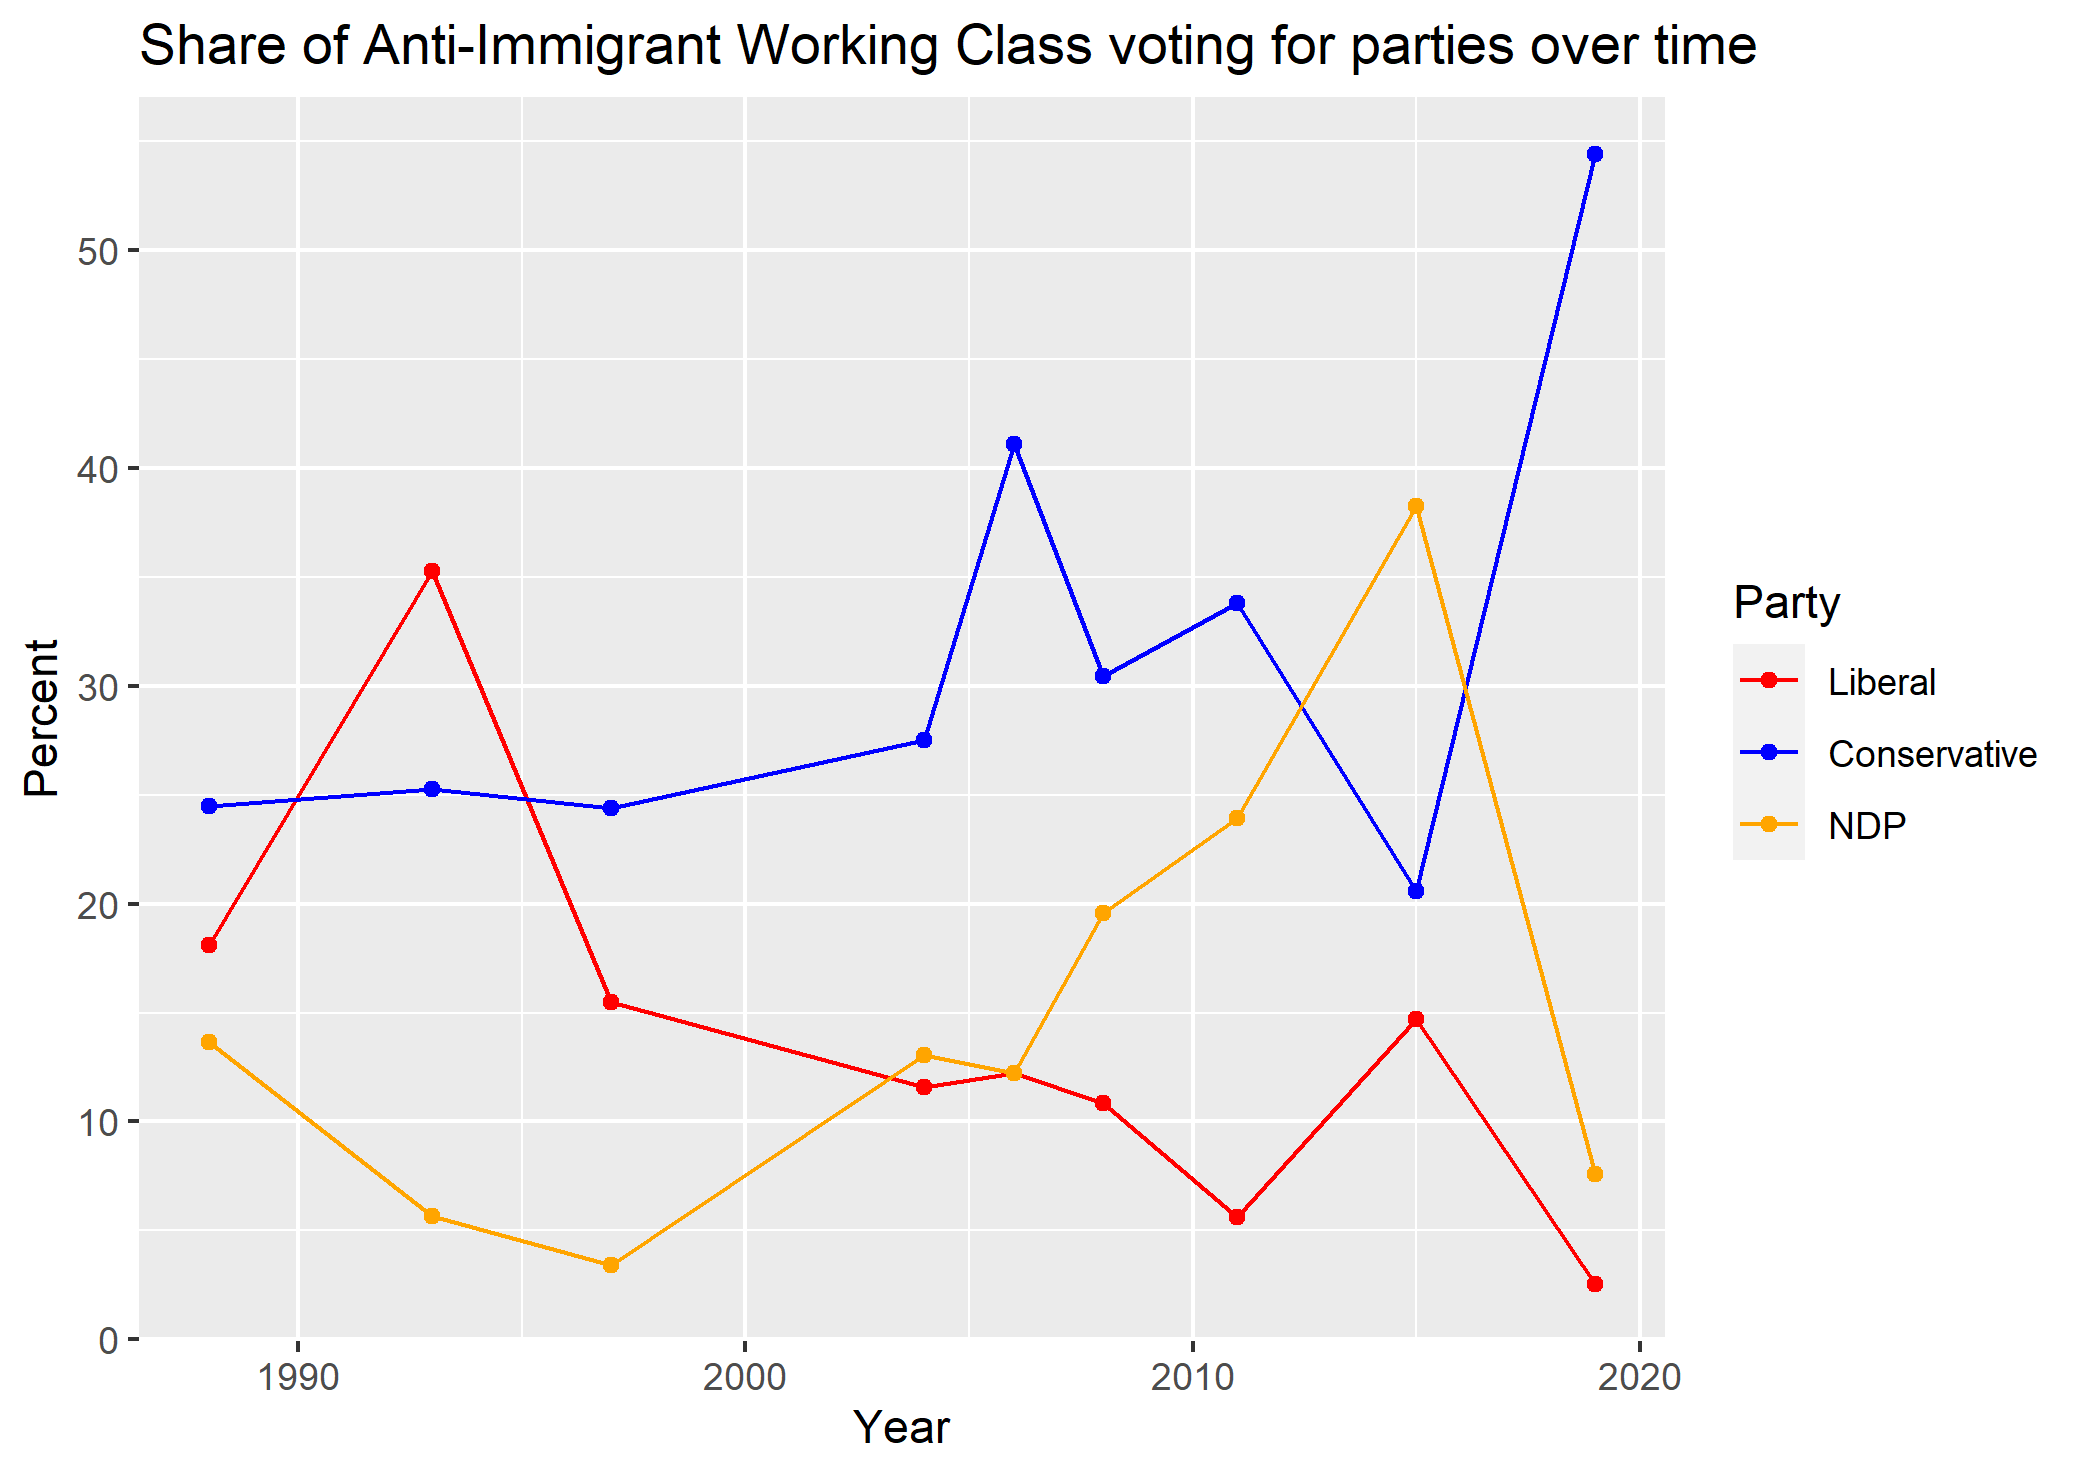 Share of Anti-Immigrant Working Class voting for parties over time
50
40
30
20
10
0
Percent
1990 2000 2010 2020
Year
Party
Liberal
Conservative
NDP